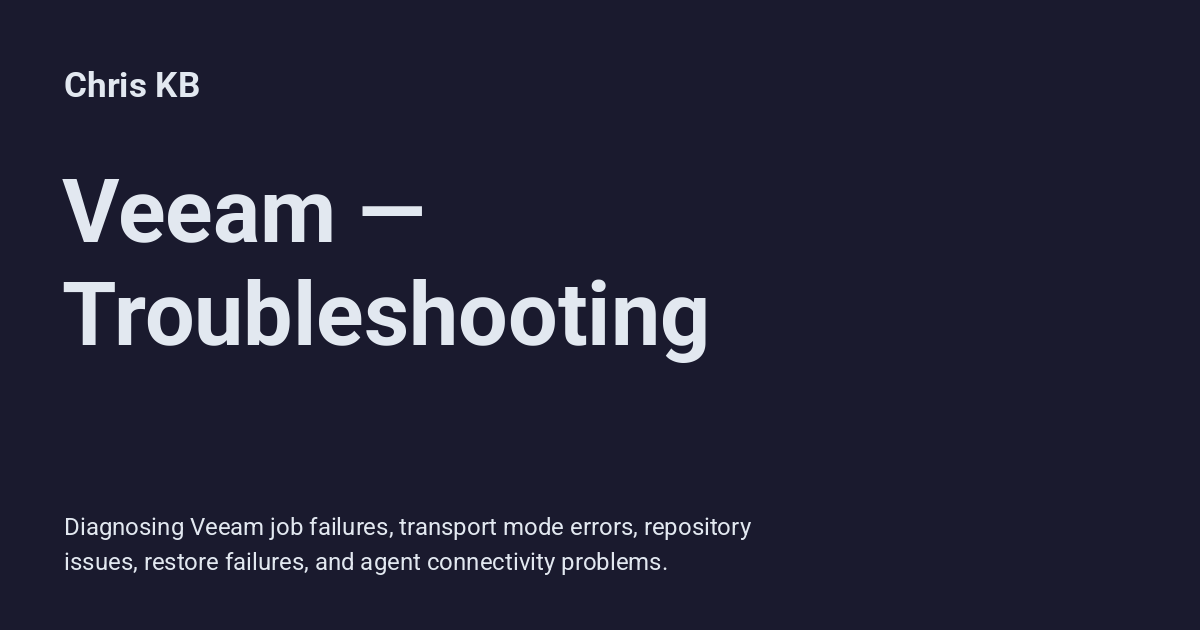 Chris KB
Veeam —
Troubleshooting
Diagnosing Veeam job failures, transport mode errors, repository
issues, restore failures, and agent connectivity problems.